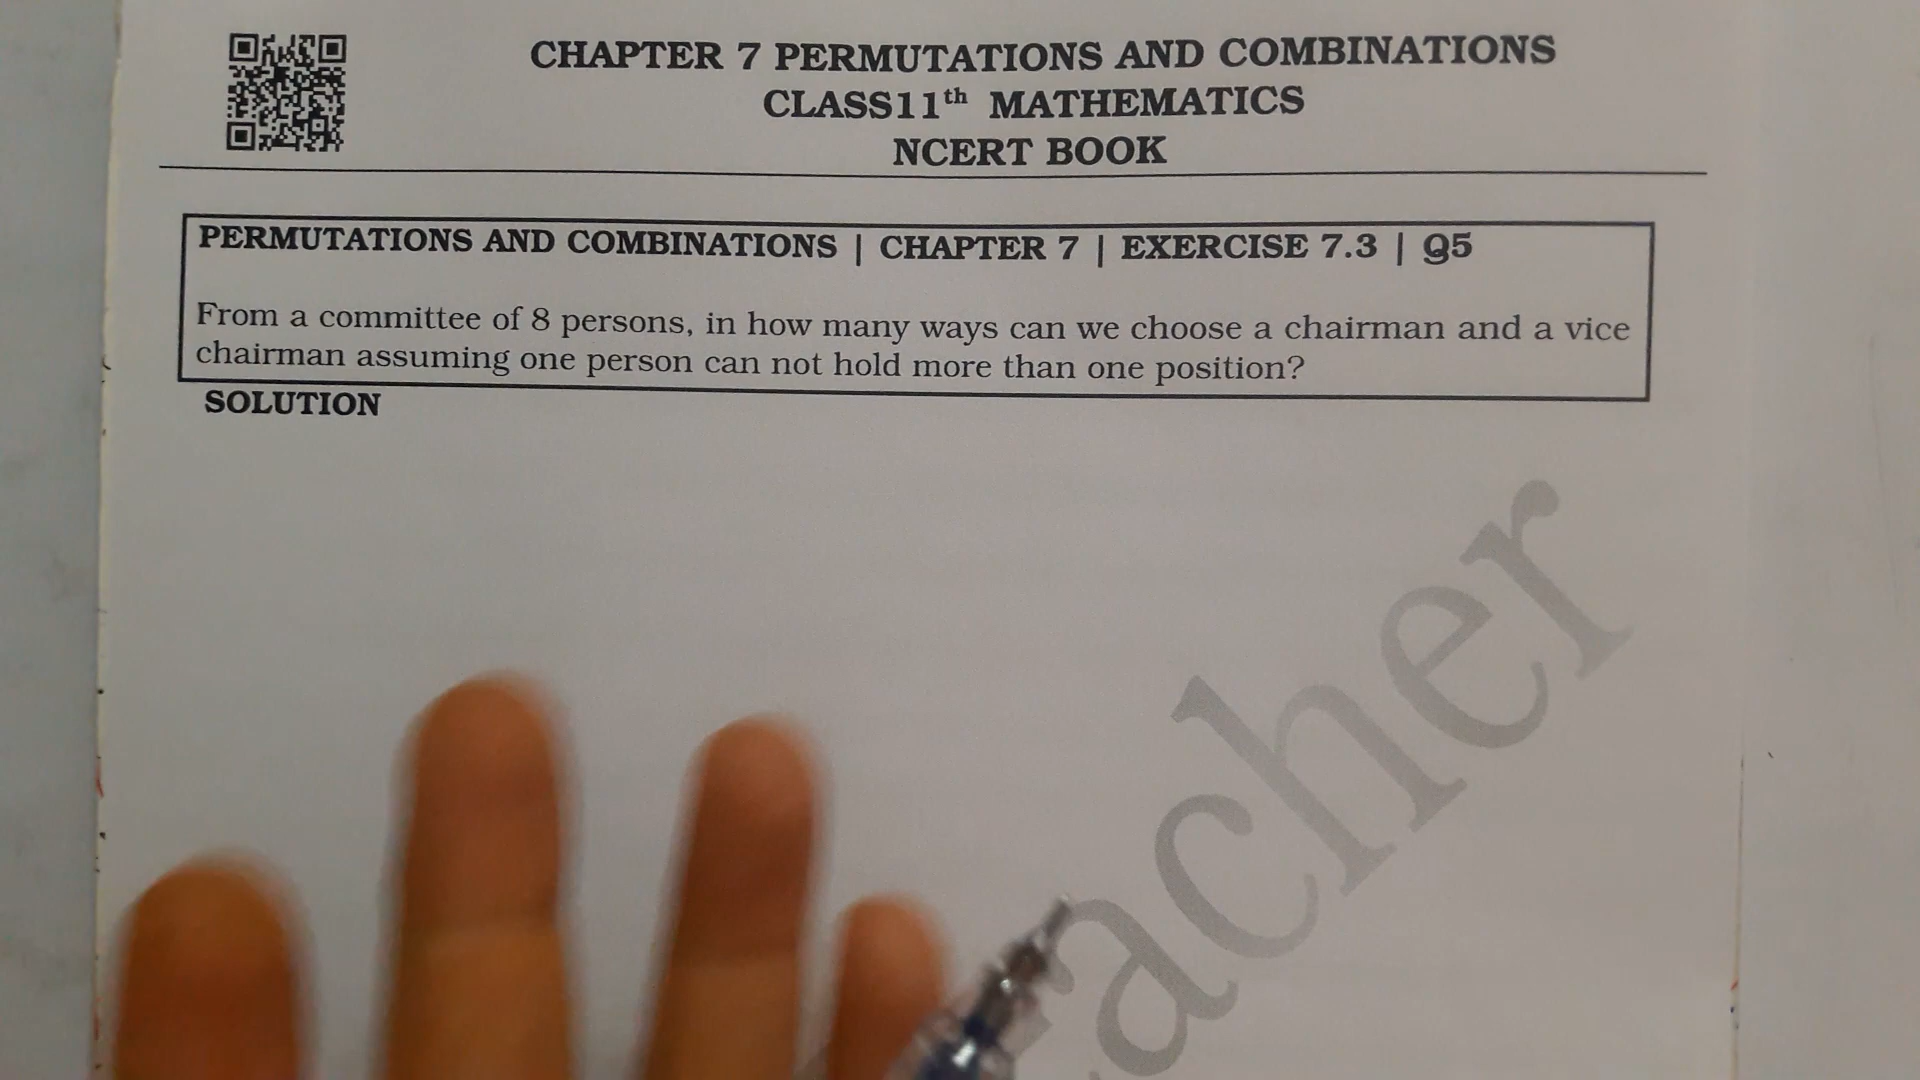 CHAPTER 7 PERMUTATIONS AND COMBINATIONS
CLASS11th MATHEMATICS
NCERT BOOK
PERMUTATIONS AND COMBINATIONS | CHAPTER 7 | EXERCISE 7.3 | Q5
From a committee of 8 persons, in how many ways can we choose a chairman and a vice
chairman assuming one person can not hold more than one position?
SOLUTION
acher